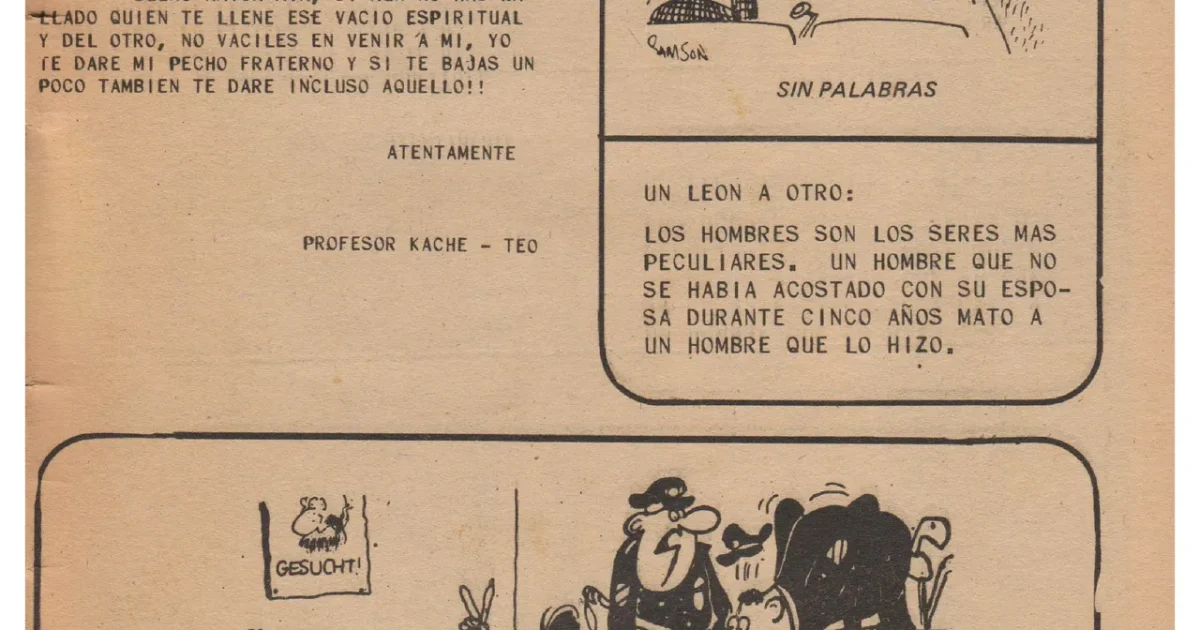 LLADO QUIEN TE LLENE ESE VACIO ESPIRITUAL
Y DEL OTRO, NO VACILES EN VENIR A MI, YO
TE DARE MI PECHO FRATERNO Y SI TE BAJAS UN
POCO TAMBIEN TE DARE INCLUSO AQUELLO!!
ATENTAMENTE
PROFESOR KACHE - TEO
SAMSON
SIN PALABRAS
UN LEON A OTRO:
LOS HOMBRES SON LOS SERES MAS
PECULIARES. UN HOMBRE QUE NO
SE HABIA ACOSTADO CON SU ESPO-
SA DURANTE CINCO AÑOS MATO A
UN HOMBRE QUE LO HIZO.
GESUCHT!